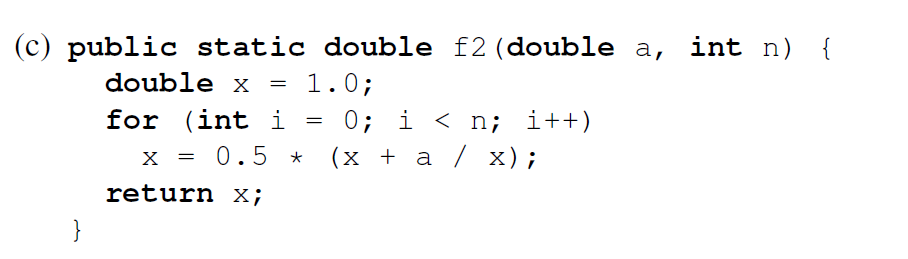 (c) public static double f2(double a, int n) {
double x = 1.0;
for (int i = 0; i < n; i++)
x = 0.5 * (x + a / x);
return x;
}